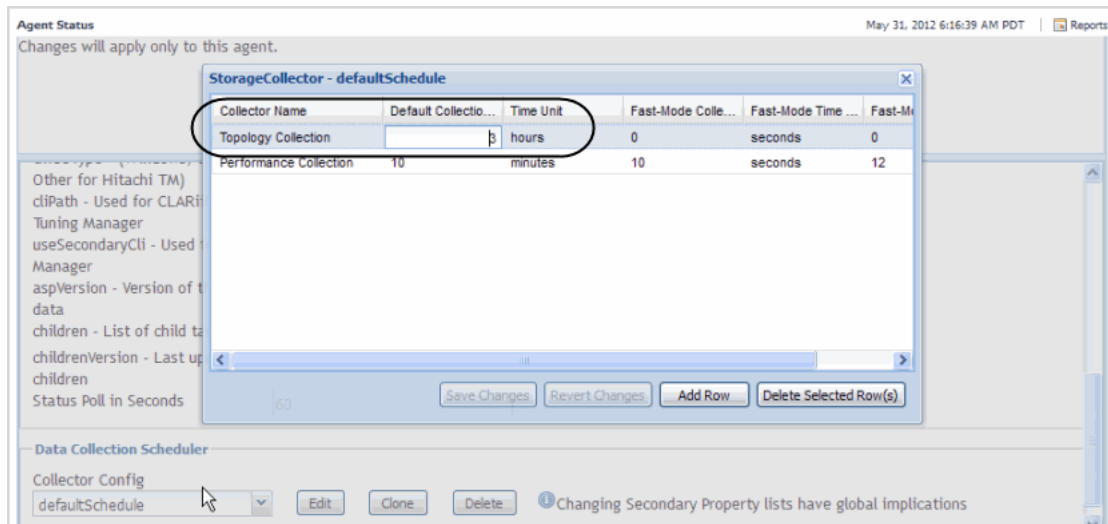 Agent Status
May 31, 2012 6:16:39 AM PDT
Reports
Changes will apply only to this agent.
StorageCollector - defaultSchedule
Collector Name Default Collectio... Time Unit Fast-Mode Colle... Fast-Mode Time ... Fast-Mo
Topology Collection 3 hours 0 seconds 0
Performance Collection 10 minutes 10 seconds 12
Other for Hitachi TM)
cliPath - Used for CLARii
Tuning Manager
useSecondaryCli - Used
Manager
aspVersion - Version of t
data
children - List of child ta
childrenVersion - Last up
children
Status Poll in Seconds 60
Save Changes Revert Changes Add Row Delete Selected Row(s)
Data Collection Scheduler
Collector Config
defaultSchedule Edit Clone Delete Changing Secondary Property lists have global implications